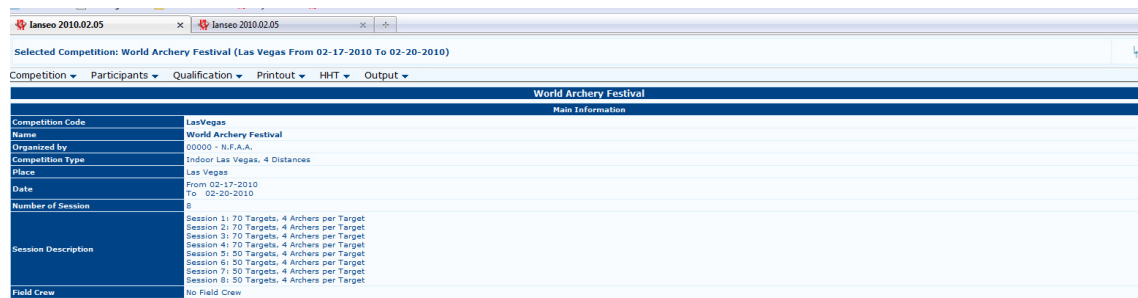 Ianseo 2010.02.05 × Ianseo 2010.02.05 ×
Selected Competition: World Archery Festival (Las Vegas From 02-17-2010 To 02-20-2010)
Competition Participants Qualification Printout HHT Output
World Archery Festival
Main Information
Competition Code LasVegas
Name World Archery Festival
Organized by 00000 - N.F.A.A.
Competition Type Indoor Las Vegas, 4 Distances
Place Las Vegas
Date From 02-17-2010
To 02-20-2010
Number of Session 8
Session Description Session 1: 70 Targets, 4 Archers per Target
Session 2: 70 Targets, 4 Archers per Target
Session 3: 70 Targets, 4 Archers per Target
Session 4: 70 Targets, 4 Archers per Target
Session 5: 50 Targets, 4 Archers per Target
Session 6: 50 Targets, 4 Archers per Target
Session 7: 50 Targets, 4 Archers per Target
Session 8: 50 Targets, 4 Archers per Target
Field Crew No Field Crew